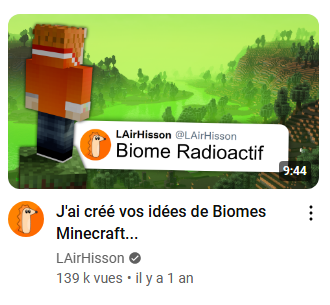 LAirHisson @LAirHisson
Biome Radioactif
9:44
J'ai créé vos idées de Biomes
Minecraft...
LAirHisson
139 k vues • il y a 1 an